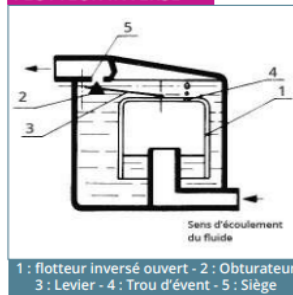 5
4
1
2
3
Sens d'écoulement
du fluide
1 : flotteur inversé ouvert - 2 : Obturateur
3 : Levier - 4 : Trou d'évent - 5 : Siège